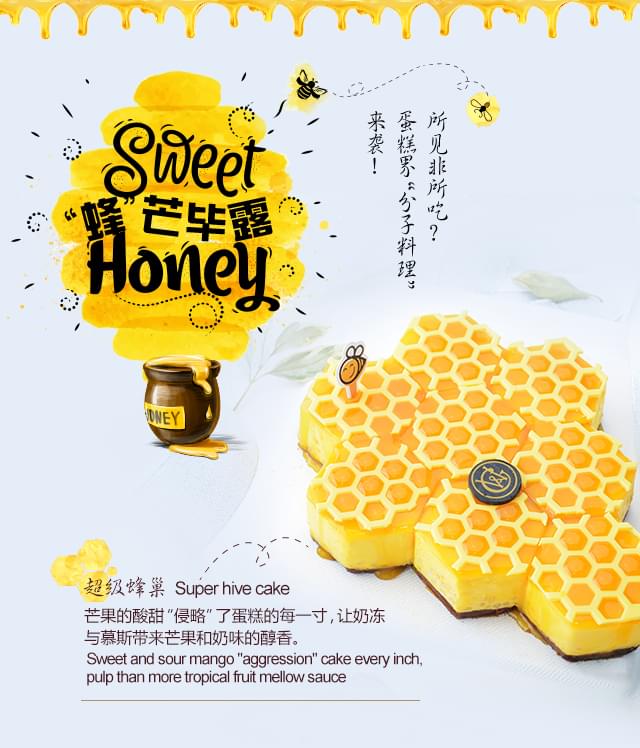 Sweet
“蜂”芒毕露
Honey
HONEY
所见非所吃？
蛋糕界“分子料理”
来袭！
超级蜂巢 Super hive cake
芒果的酸甜“侵略”了蛋糕的每一寸，让奶冻
与慕斯带来芒果和奶味的醇香。
Sweet and sour mango "aggression" cake every inch,
pulp than more tropical fruit mellow sauce